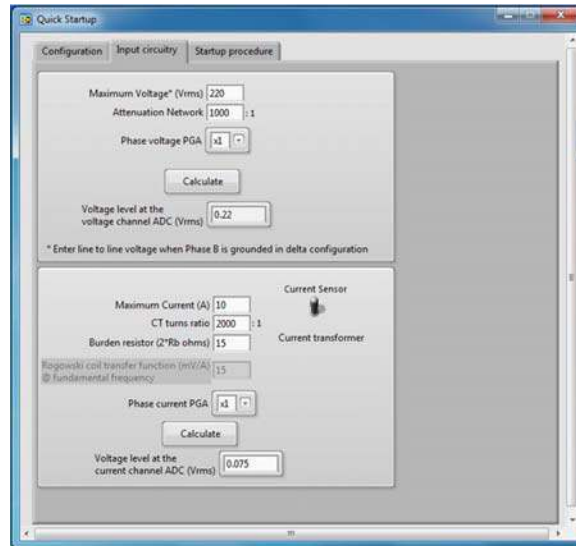 Quick Startup
Configuration Input circuitry Startup procedure
Maximum Voltage* (Vrms) 220
Attenuation Network 1000 : 1
Phase voltage PGA x1
Calculate
Voltage level at the
voltage channel ADC (Vrms) 0.22
* Enter line to line voltage when Phase B is grounded in delta configuration
Current Sensor
Maximum Current (A) 10
CT turns ratio 2000 : 1
Burden resistor (2*Rb ohms) 15
Current transformer
Rogowski coil transfer function (mV/A)
@ fundamental frequency 15
Phase current PGA x1
Calculate
Voltage level at the
current channel ADC (Vrms) 0.075